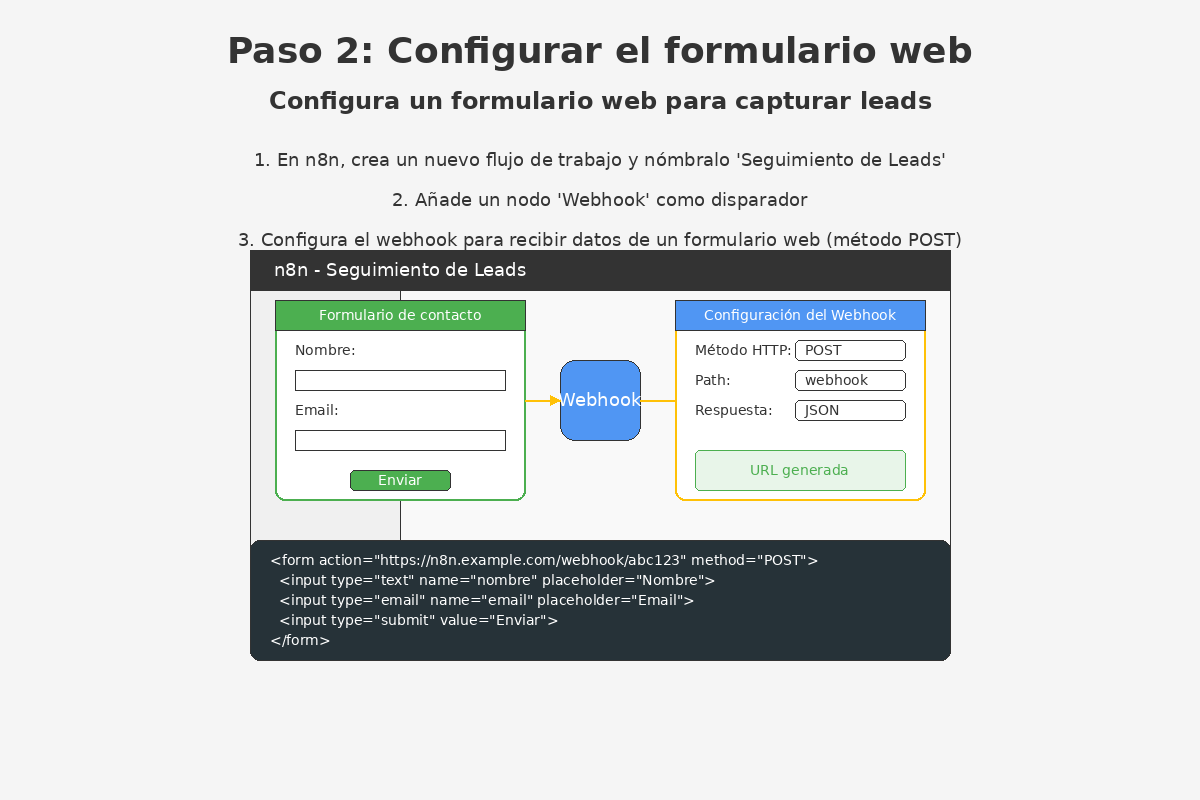 Paso 2: Configurar el formulario web
Configura un formulario web para capturar leads
1. En n8n, crea un nuevo flujo de trabajo y nómbralo 'Seguimiento de Leads'
2. Añade un nodo 'Webhook' como disparador
3. Configura el webhook para recibir datos de un formulario web (método POST)
n8n - Seguimiento de Leads
Formulario de contacto
Nombre:
Email:
Enviar
Webhook
Configuración del Webhook
Método HTTP: POST
Path: webhook
Respuesta: JSON
URL generada
<form action="https://n8n.example.com/webhook/abc123" method="POST">
  <input type="text" name="nombre" placeholder="Nombre">
  <input type="email" name="email" placeholder="Email">
  <input type="submit" value="Enviar">
</form>